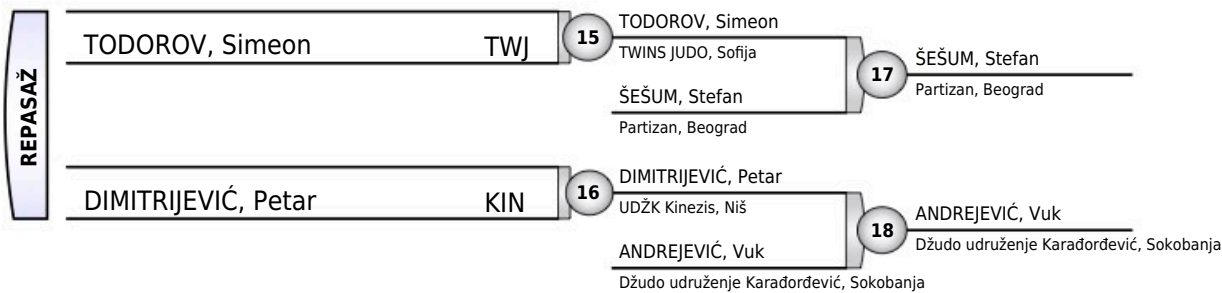 REPASAŽ
TODOROV, Simeon TWJ
15
TODOROV, Simeon
TWINS JUDO, Sofija
ŠEŠUM, Stefan
Partizan, Beograd
17
ŠEŠUM, Stefan
Partizan, Beograd
DIMITRIJEVIĆ, Petar KIN
16
DIMITRIJEVIĆ, Petar
UDŽK Kinezis, Niš
ANDREJEVIĆ, Vuk
Džudo udruženje Karađorđević, Sokobanja
18
ANDREJEVIĆ, Vuk
Džudo udruženje Karađorđević, Sokobanja